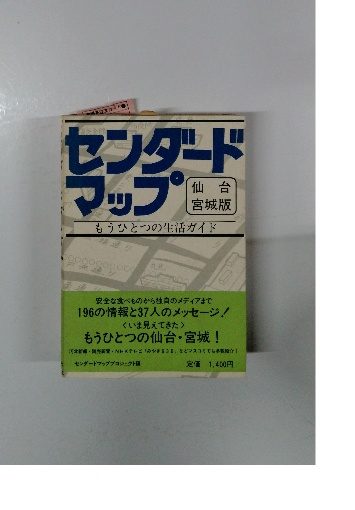 センダード
マップ
仙台
宮城版
もうひとつの生活ガイド
安全な食べものから独自のメディアまで
196の情報と37人のメッセージ!
〈いま見えてきた〉
もうひとつの仙台・宮城!
センダードマッププロジェクト編
定価 1,400円